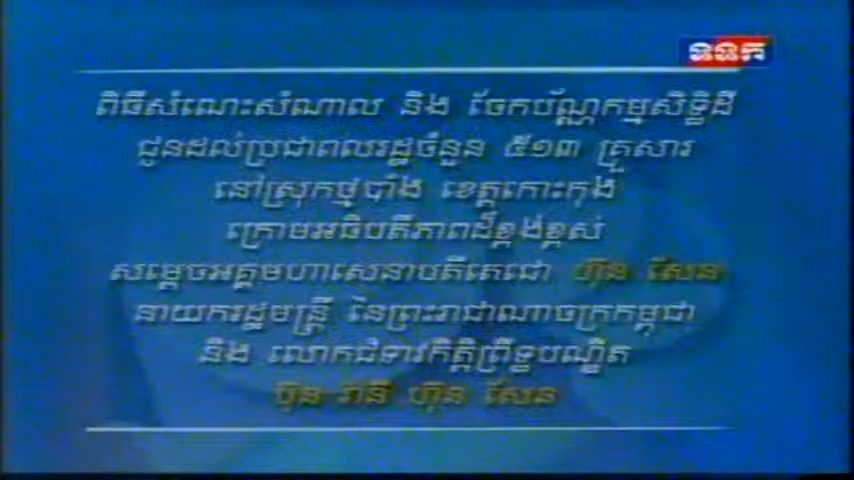 ទទក
ពិធីសំណេះសំណាល និង ចែកប័ណ្ណកម្មសិទ្ធិដី
ជូនដល់ប្រជាពលរដ្ឋចំនួន ៥១៣ គ្រួសារ
នៅស្រុកថ្មបាំង ខេត្តកោះកុង
ក្រោមអធិបតីភាពដ៏ខ្ពង់ខ្ពស់
សម្តេចអគ្គមហាសេនាបតីតេជោ ហ៊ុន សែន
នាយករដ្ឋមន្ត្រី នៃព្រះរាជាណាចក្រកម្ពុជា
និង លោកជំទាវកិត្តិព្រឹទ្ធបណ្ឌិត
ប៊ុន រ៉ានី ហ៊ុន សែន